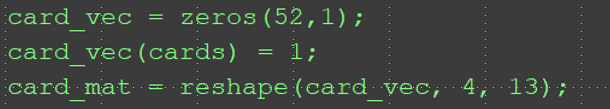 card_vec = zeros(52,1);
card_vec(cards) = 1;
card_mat = reshape(card_vec, 4, 13);